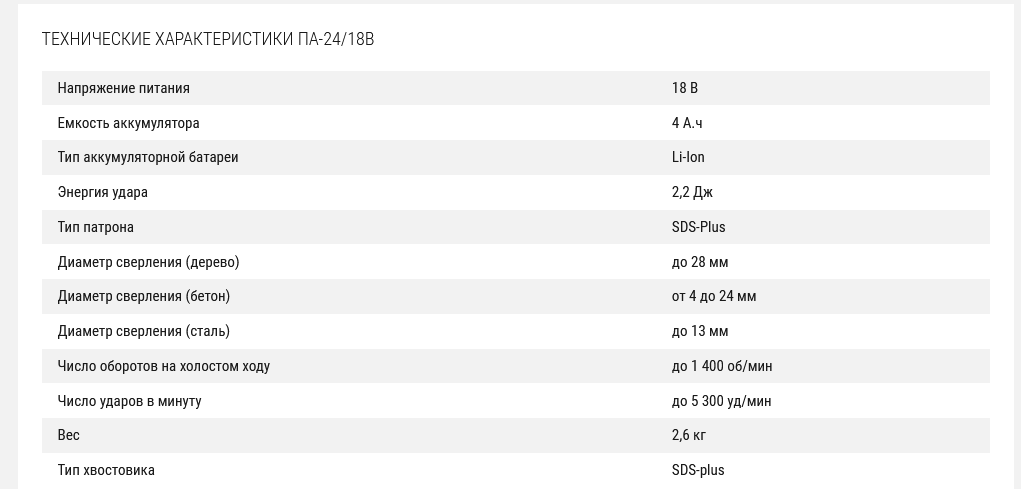 ТЕХНИЧЕСКИЕ ХАРАКТЕРИСТИКИ ПА-24/18В
Напряжение питания 18 В
Емкость аккумулятора 4 А.ч
Тип аккумуляторной батареи Li-Ion
Энергия удара 2,2 Дж
Тип патрона SDS-Plus
Диаметр сверления (дерево) до 28 мм
Диаметр сверления (бетон) от 4 до 24 мм
Диаметр сверления (сталь) до 13 мм
Число оборотов на холостом ходу до 1 400 об/мин
Число ударов в минуту до 5 300 уд/мин
Вес 2,6 кг
Тип хвостовика SDS-plus